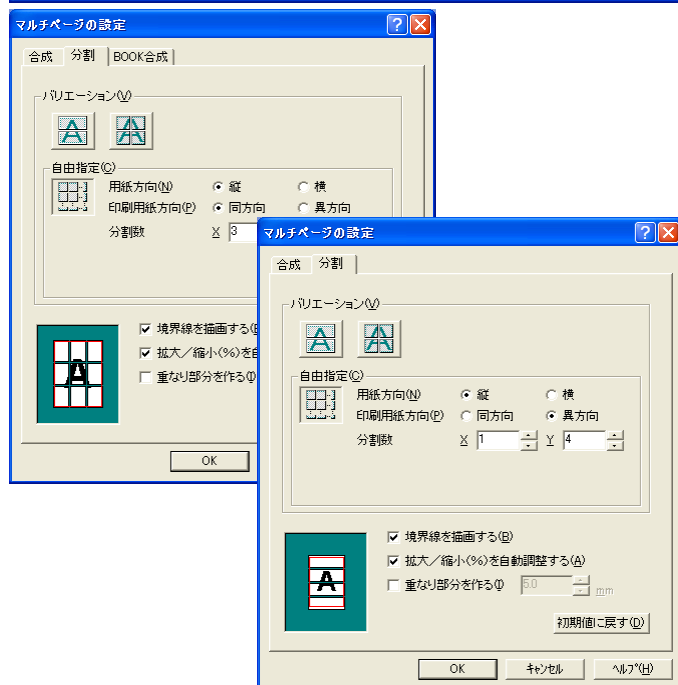 マルチページの設定
合成 分割 BOOK合成
バリエーション(V)
自由指定(C)
用紙方向(N) 縦 横
印刷用紙方向(P) 同方向 異方向
分割数 X 3
境界線を描画する(B
拡大／縮小(%)を自
重なり部分を作る(I)
OK
マルチページの設定
合成 分割
バリエーション(V)
自由指定(C)
用紙方向(N) 縦 横
印刷用紙方向(P) 同方向 異方向
分割数 X 1 Y 4
境界線を描画する(B)
拡大／縮小(%)を自動調整する(A)
重なり部分を作る(I) 5.0 mm
初期値に戻す(D)
OK キャンセル ヘルプ(H)